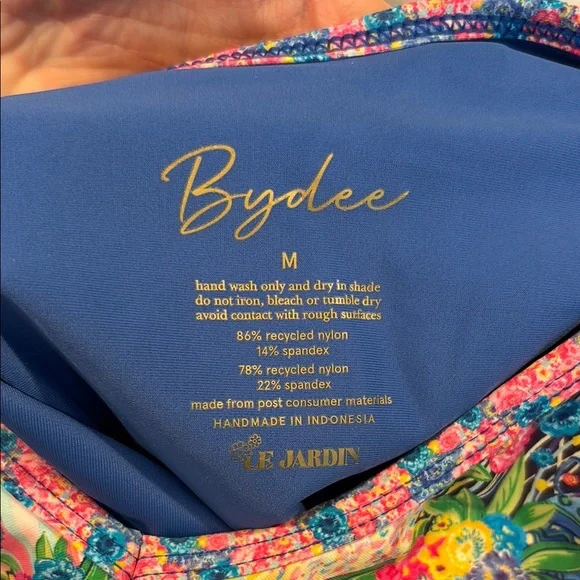 Bydee
M
hand wash only and dry in shade
do not iron, bleach or tumble dry
avoid contact with rough surfaces
86% recycled nylon
14% spandex
78% recycled nylon
22% spandex
made from post consumer materials
HANDMADE IN INDONESIA
LE JARDIN